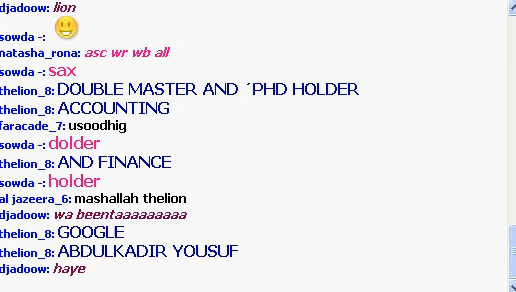 djadoow: lion
sowda -:
natasha_rona: asc wr wb all
sowda -: sax
thelion_8: DOUBLE MASTER AND ´PHD HOLDER
thelion_8: ACCOUNTING
faracade_7: usoodhig
sowda -: dolder
thelion_8: AND FINANCE
sowda -: holder
al jazeera_6: mashallah thelion
djadoow: wa beentaaaaaaaaa
thelion_8: GOOGLE
thelion_8: ABDULKADIR YOUSUF
djadoow: haye